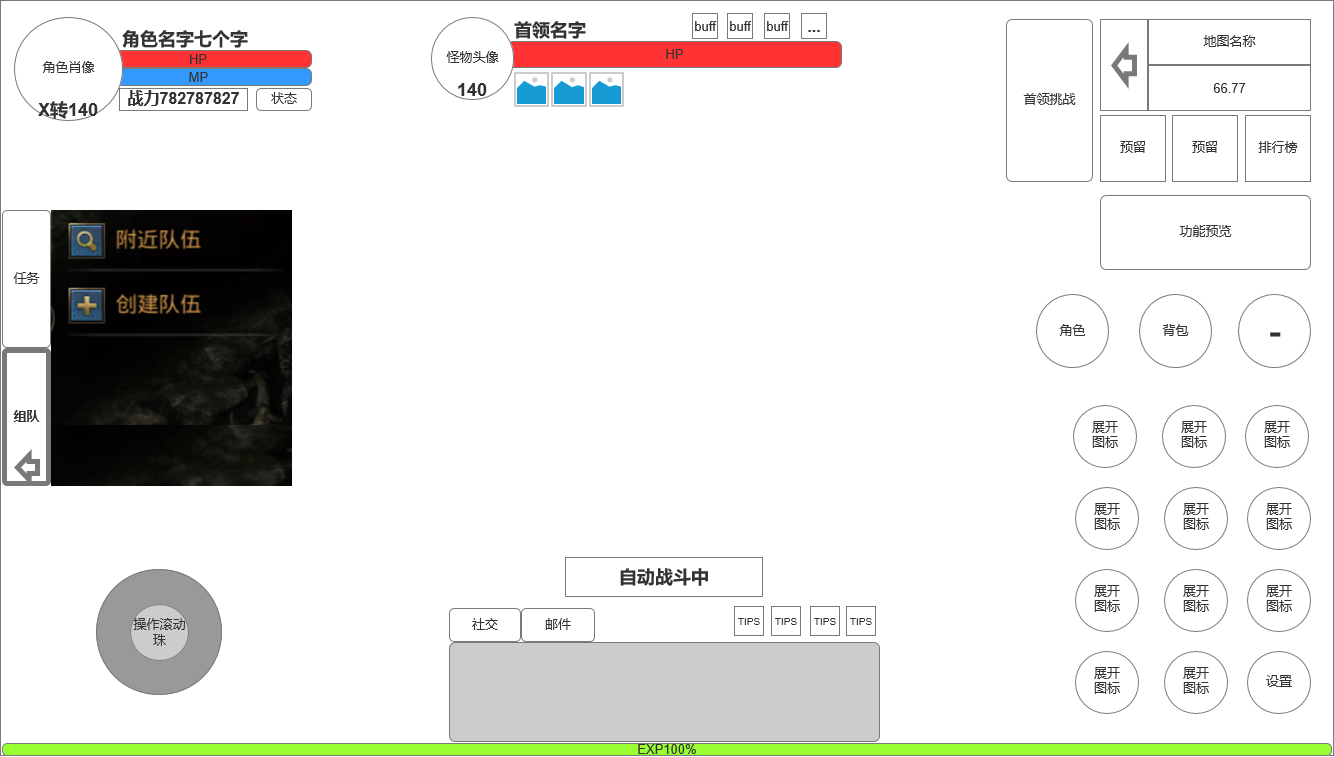 角色肖像
X转140
角色名字七个字
HP
MP
战力782787827
状态
怪物头像
140
首领名字
buff
buff
buff
...
HP
首领挑战
地图名称
66.77
预留
预留
排行榜
功能预览
任务
组队
附近队伍
创建队伍
角色
背包
-
展开
图标
展开
图标
展开
图标
展开
图标
展开
图标
展开
图标
展开
图标
展开
图标
展开
图标
展开
图标
展开
图标
设置
操作滚动
珠
自动战斗中
社交
邮件
TIPS
TIPS
TIPS
TIPS
EXP100%